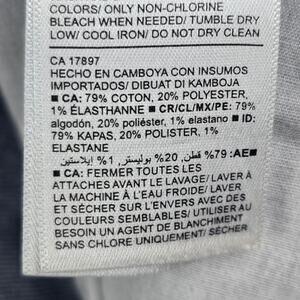 COLORS/ ONLY NON-CHLORINE
BLEACH WHEN NEEDED/ TUMBLE DRY
LOW/ COOL IRON/ DO NOT DRY CLEAN
CA 17897
HECHO EN CAMBOYA CON INSUMOS
IMPORTADOS/ DIBUAT DI KAMBOJA
■ CA: 79% COTTON, 20% POLYESTER,
1% ÉLASTHANNE ■ CR/CL/MX/PE: 79%
algodón, 20% poliéster, 1% elastano ■ ID:
79% KAPAS, 20% POLISTER, 1%
ELASTANE
■ AE: 79% قطن, 20% بوليستر, 1% ايلاستين
■ CA: FERMER TOUTES LES
ATTACHES AVANT LE LAVAGE/ LAVER À
LA MACHINE À L'EAU FROIDE/ LAVER
ET SÉCHER SUR L'ENVERS AVEC DES
COULEURS SEMBLABLES/ UTILISER AU
BESOIN UN AGENT DE BLANCHIMENT
SANS CHLORE UNIQUEMENT/ SÉCHER